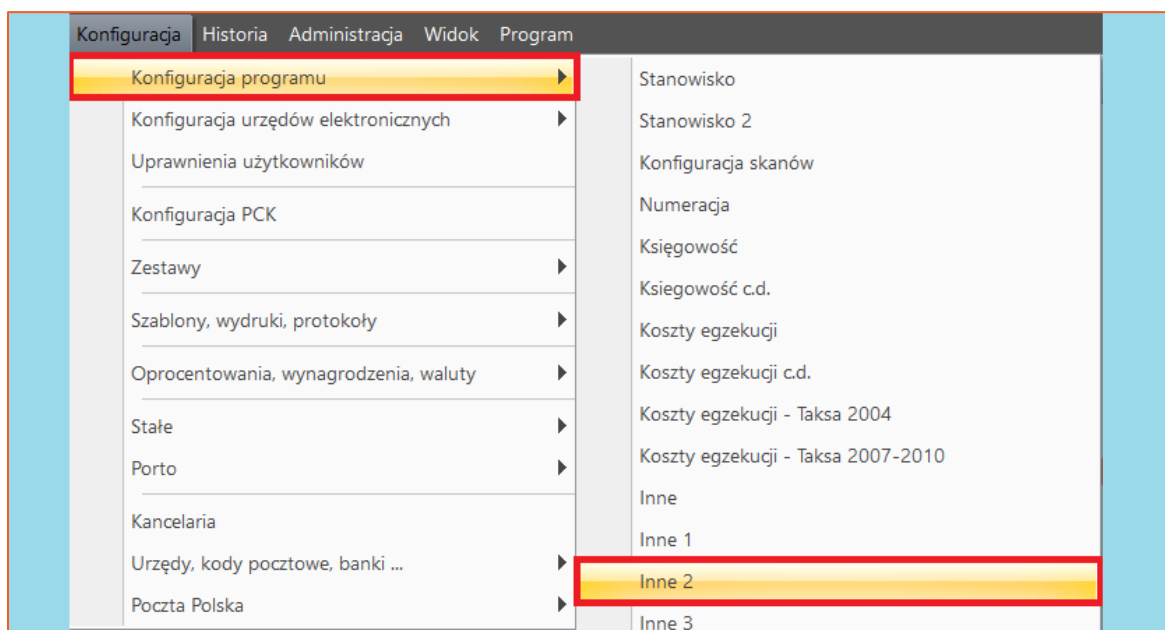 Konfiguracja Historia Administracja Widok Program
Konfiguracja programu
Konfiguracja urzędów elektronicznych
Uprawnienia użytkowników
Konfiguracja PCK
Zestawy
Szablony, wydruki, protokoły
Oprocentowania, wynagrodzenia, waluty
Stałe
Porto
Kancelaria
Urzędy, kody pocztowe, banki ...
Poczta Polska
Stanowisko
Stanowisko 2
Konfiguracja skanów
Numeracja
Księgowość
Ksiegowość c.d.
Koszty egzekucji
Koszty egzekucji c.d.
Koszty egzekucji - Taksa 2004
Koszty egzekucji - Taksa 2007-2010
Inne
Inne 1
Inne 2
Inne 3